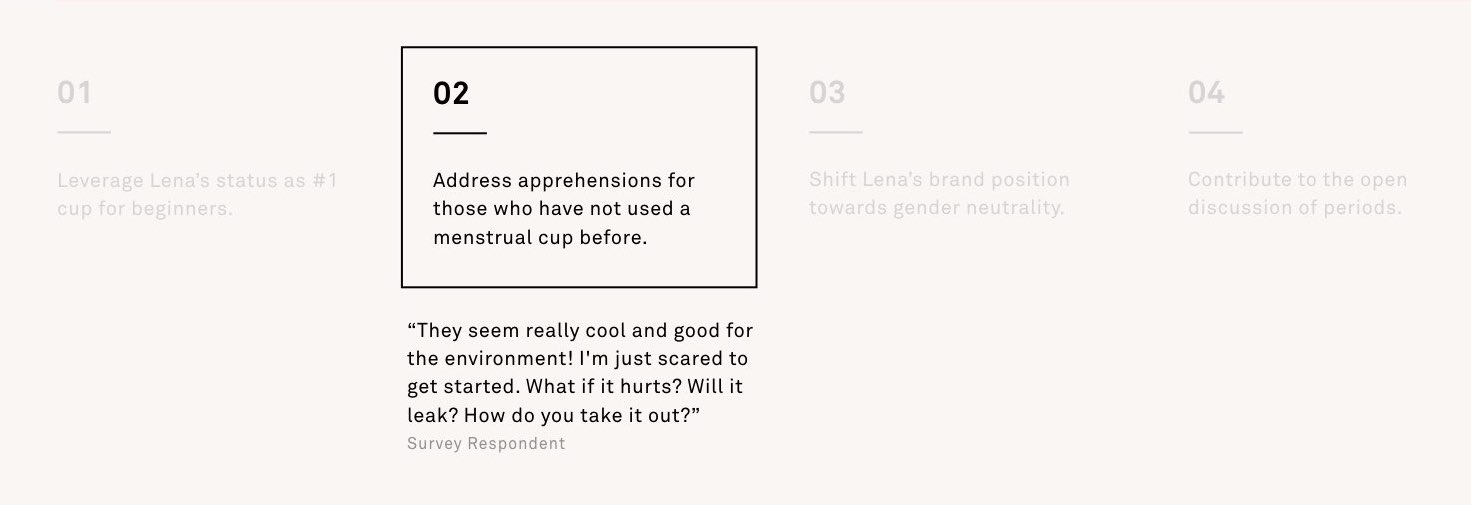 01
Leverage Lena’s status as #1
cup for beginners.
02
Address apprehensions for
those who have not used a
menstrual cup before.
“They seem really cool and good for
the environment! I'm just scared to
get started. What if it hurts? Will it
leak? How do you take it out?”
Survey Respondent
03
Shift Lena’s brand position
towards gender neutrality.
04
Contribute to the open
discussion of periods.